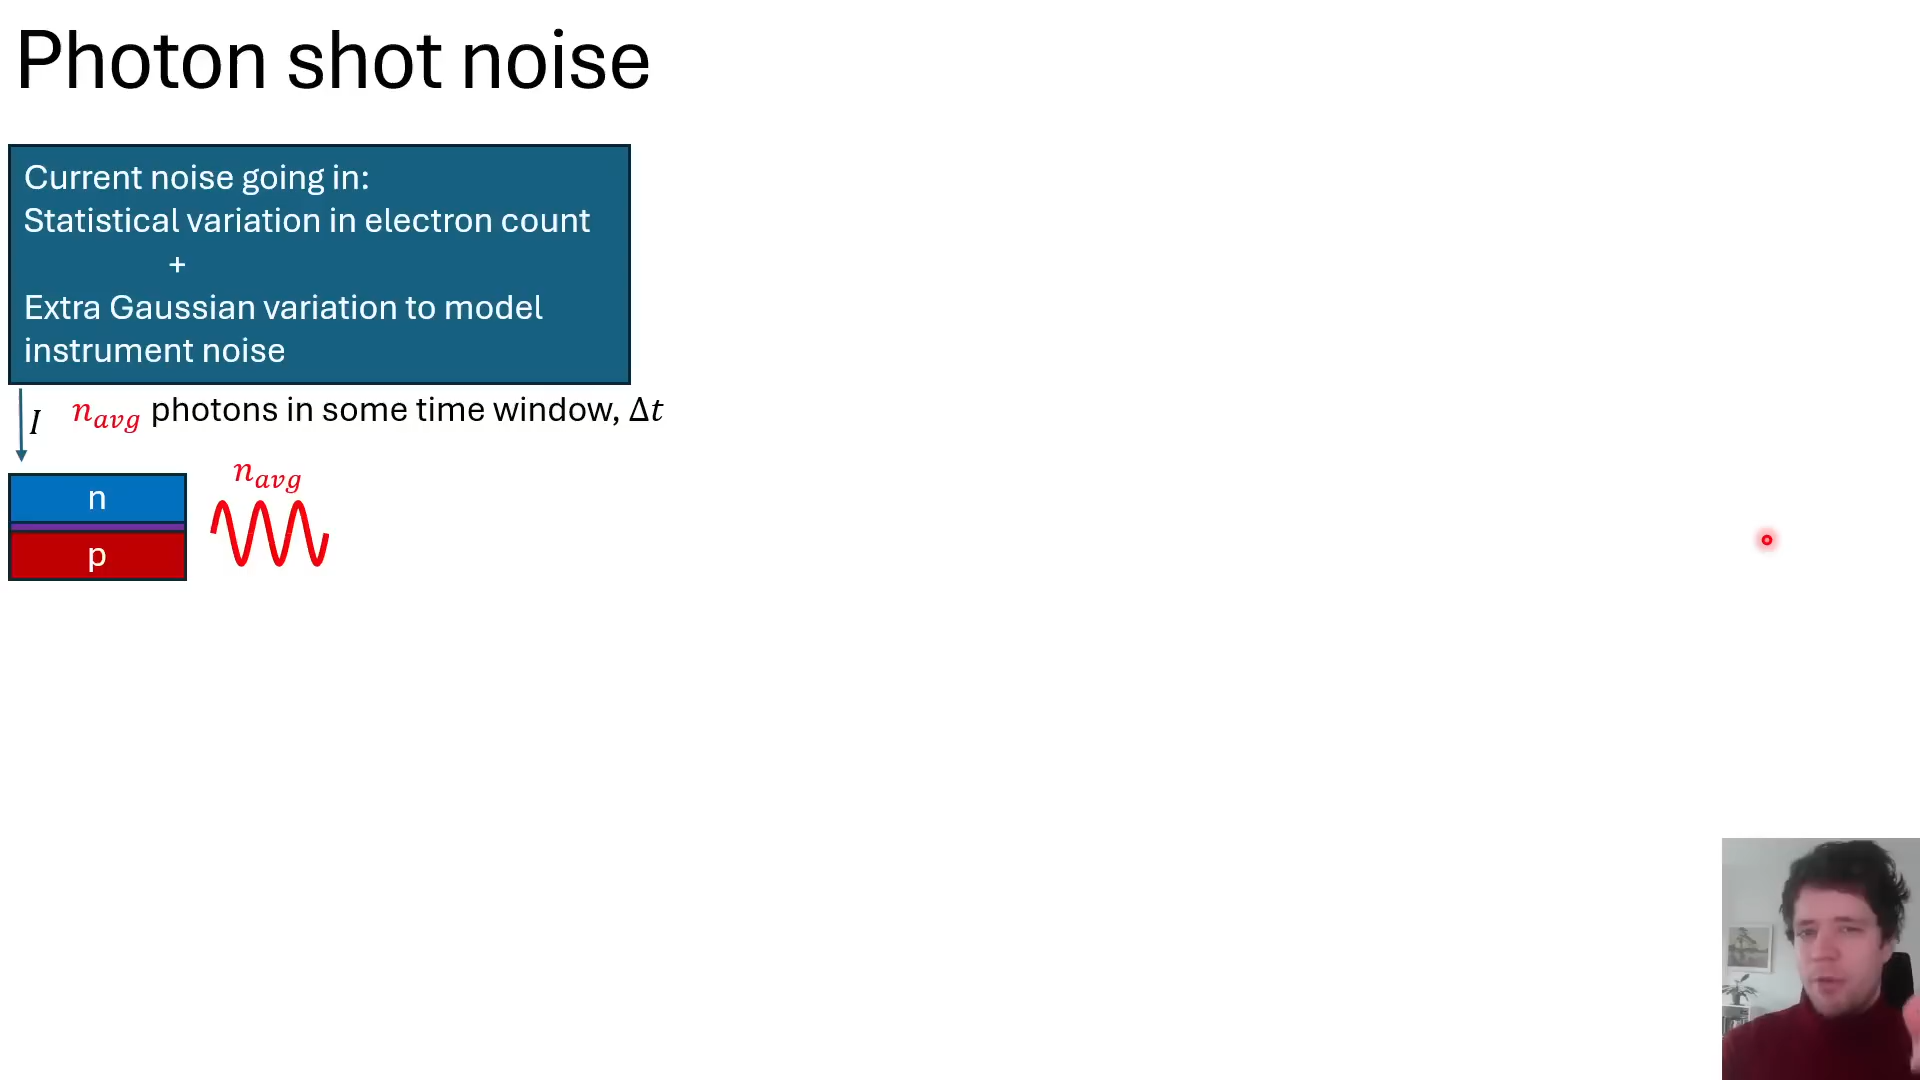 Photon shot noise
Current noise going in:
Statistical variation in electron count
+
Extra Gaussian variation to model
instrument noise
I n_avg photons in some time window, Δt
n_avg
n
p